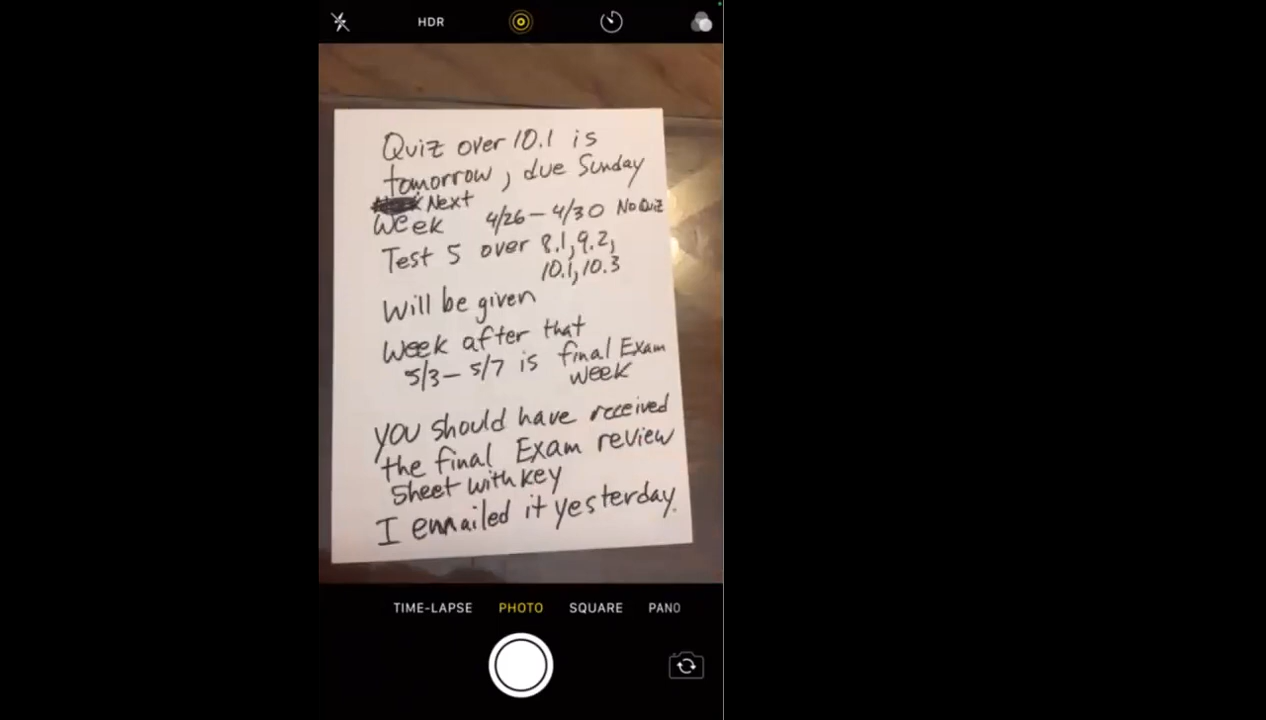 HDR
Quiz over 10.1 is
tomorrow, due Sunday
Next
Week 4/26 – 4/30 No Quiz
Test 5 over 8.1, 9.2,
10.1, 10.3
Will be given
Week after that
5/3 – 5/7 is final Exam
week
you should have received
the final Exam review
sheet with key
I emailed it yesterday.
TIME-LAPSE PHOTO SQUARE PANO